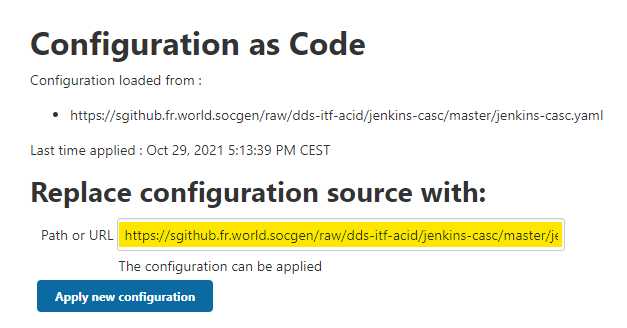 Configuration as Code
Configuration loaded from :
• https://sgithub.fr.world.socgen/raw/dds-itf-acid/jenkins-casc/master/jenkins-casc.yaml
Last time applied : Oct 29, 2021 5:13:39 PM CEST
Replace configuration source with:
Path or URL https://sgithub.fr.world.socgen/raw/dds-itf-acid/jenkins-casc/master/je
The configuration can be applied
Apply new configuration